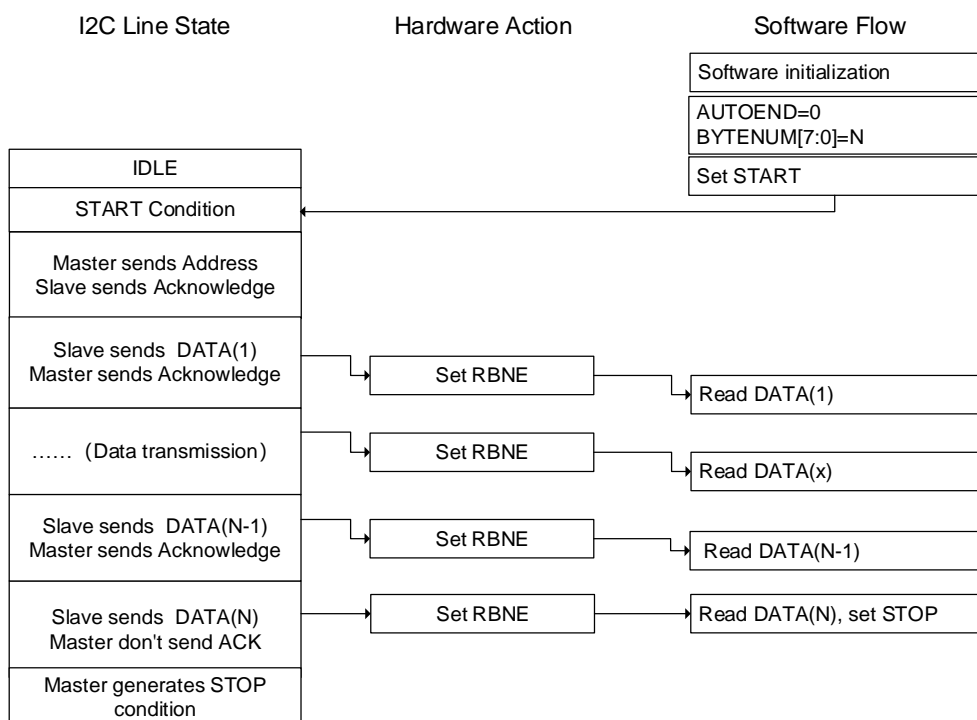 I2C Line State
Hardware Action
Software Flow
Software initialization
AUTOEND=0
BYTENUM[7:0]=N
IDLE
Set START
START Condition
Master sends Address
Slave sends Acknowledge
Slave sends DATA(1)
Master sends Acknowledge
Set RBNE
Read DATA(1)
...... (Data transmission)
Set RBNE
Read DATA(x)
Slave sends DATA(N-1)
Master sends Acknowledge
Set RBNE
Read DATA(N-1)
Slave sends DATA(N)
Master don't send ACK
Set RBNE
Read DATA(N), set STOP
Master generates STOP
condition